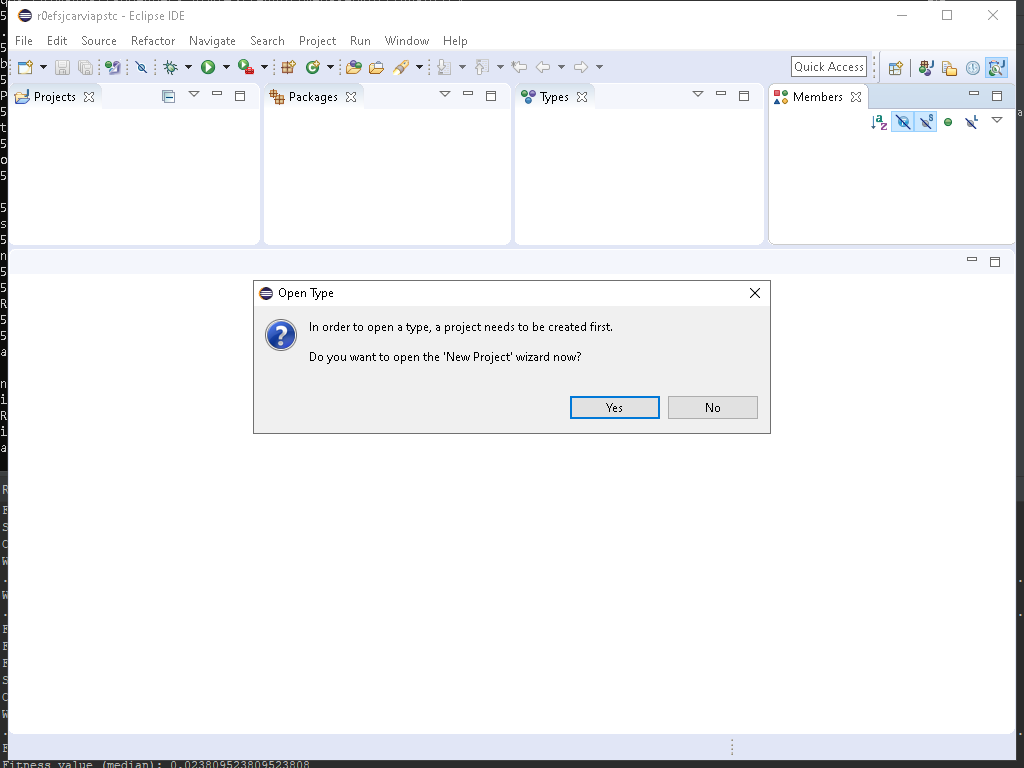 r0efsjcarviapstc - Eclipse IDE
File Edit Source Refactor Navigate Search Project Run Window Help
Quick Access
Projects
Packages
Types
Members
Open Type
In order to open a type, a project needs to be created first.
Do you want to open the 'New Project' wizard now?
Yes
No
Fitness value (median): 0.023809523809523808